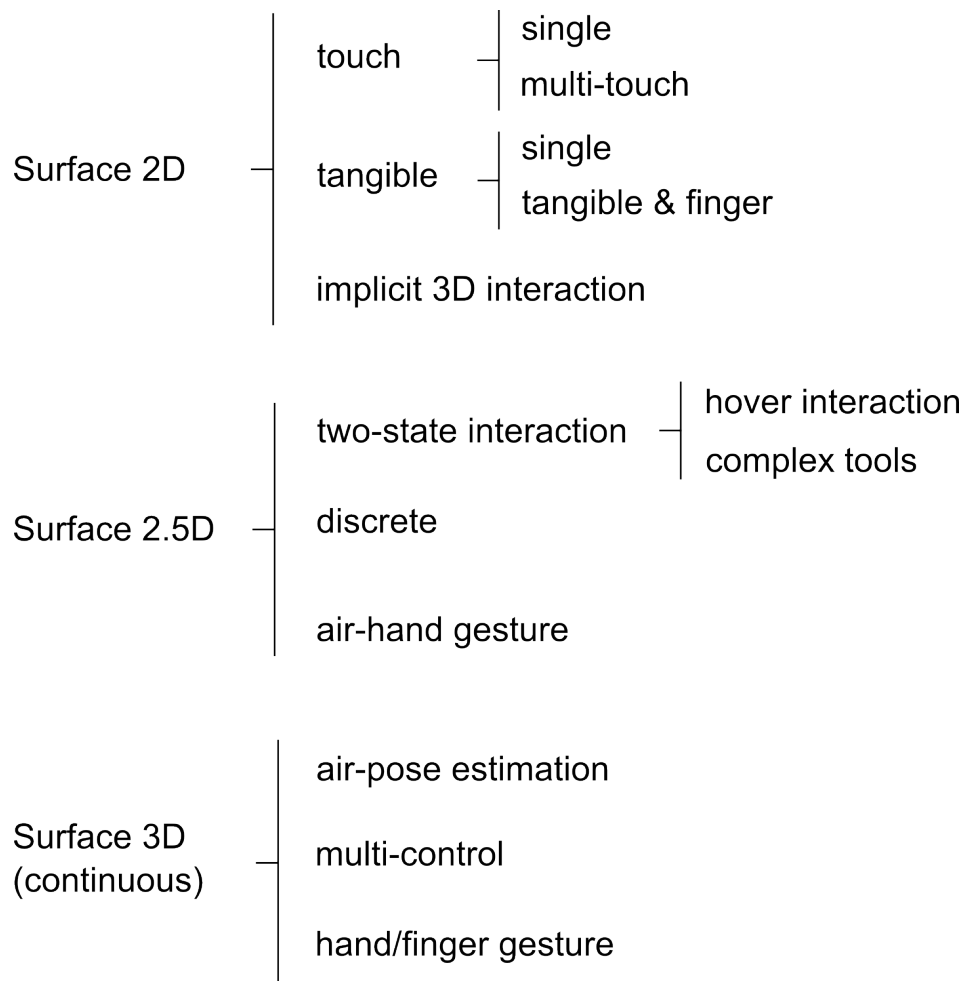 Surface 2D
touch
single
multi-touch
tangible
single
tangible & finger
implicit 3D interaction
Surface 2.5D
two-state interaction
hover interaction
complex tools
discrete
air-hand gesture
Surface 3D
(continuous)
air-pose estimation
multi-control
hand/finger gesture